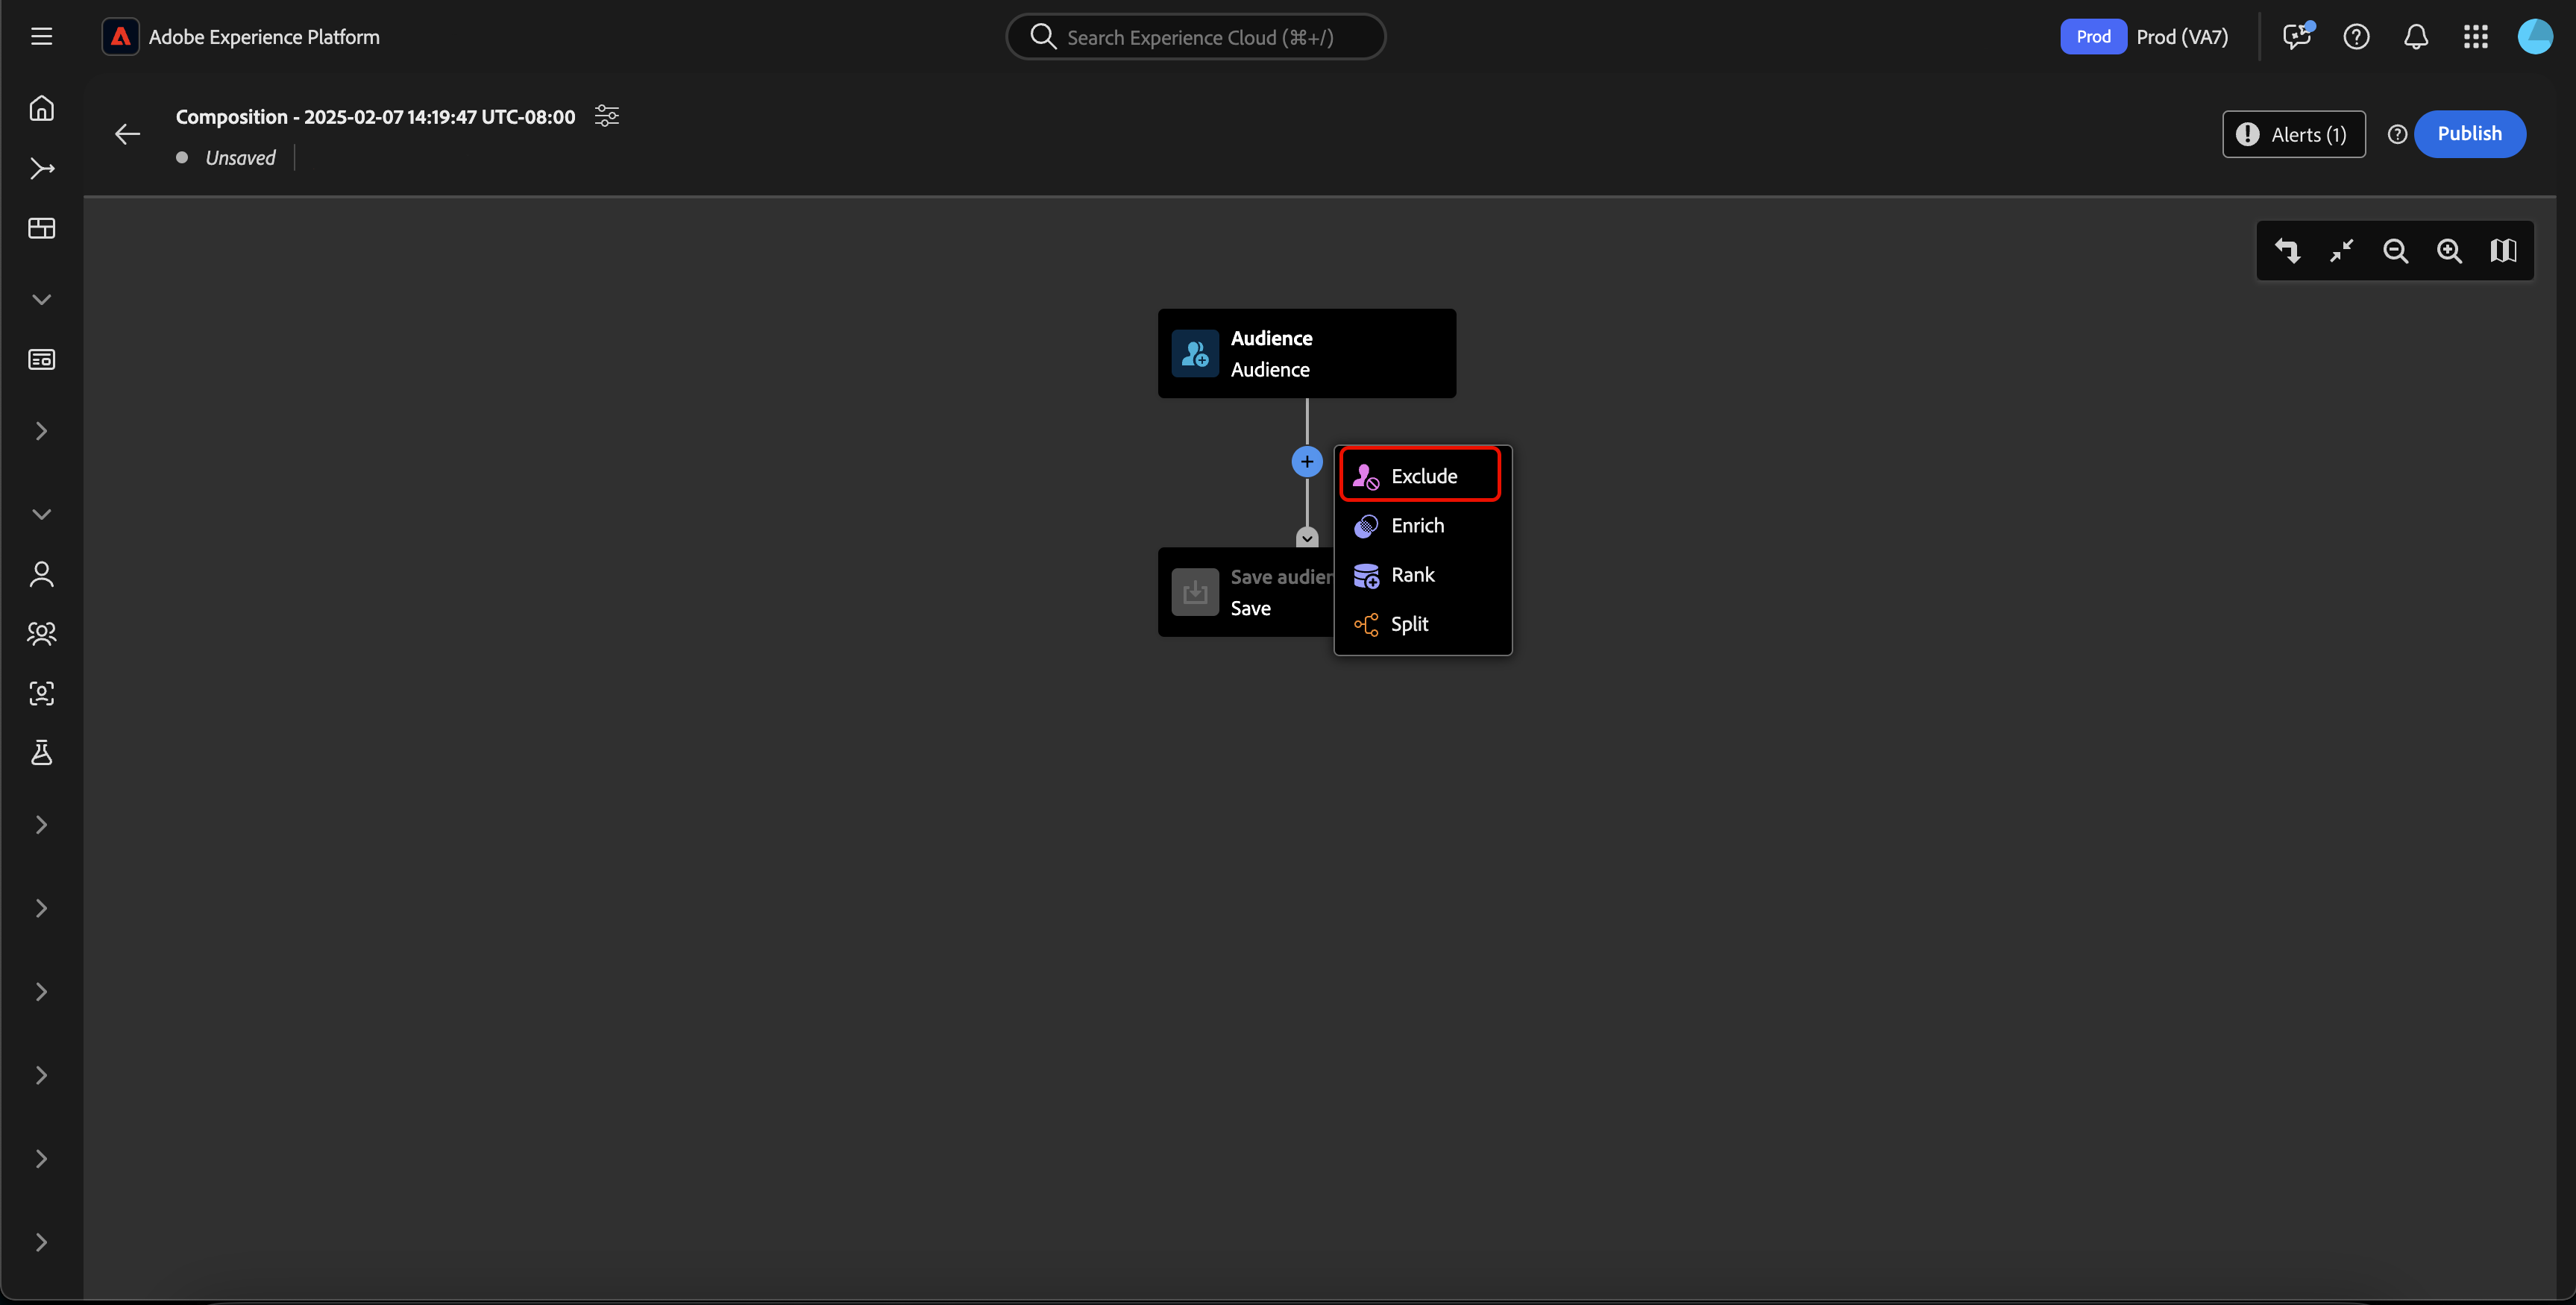 Adobe Experience Platform
Search Experience Cloud (⌘+/)
Prod
Prod (VA7)
Composition - 2025-02-07 14:19:47 UTC-08:00
Unsaved
Alerts (1)
Publish
Audience
Audience
Exclude
Enrich
Rank
Split
Save audien
Save